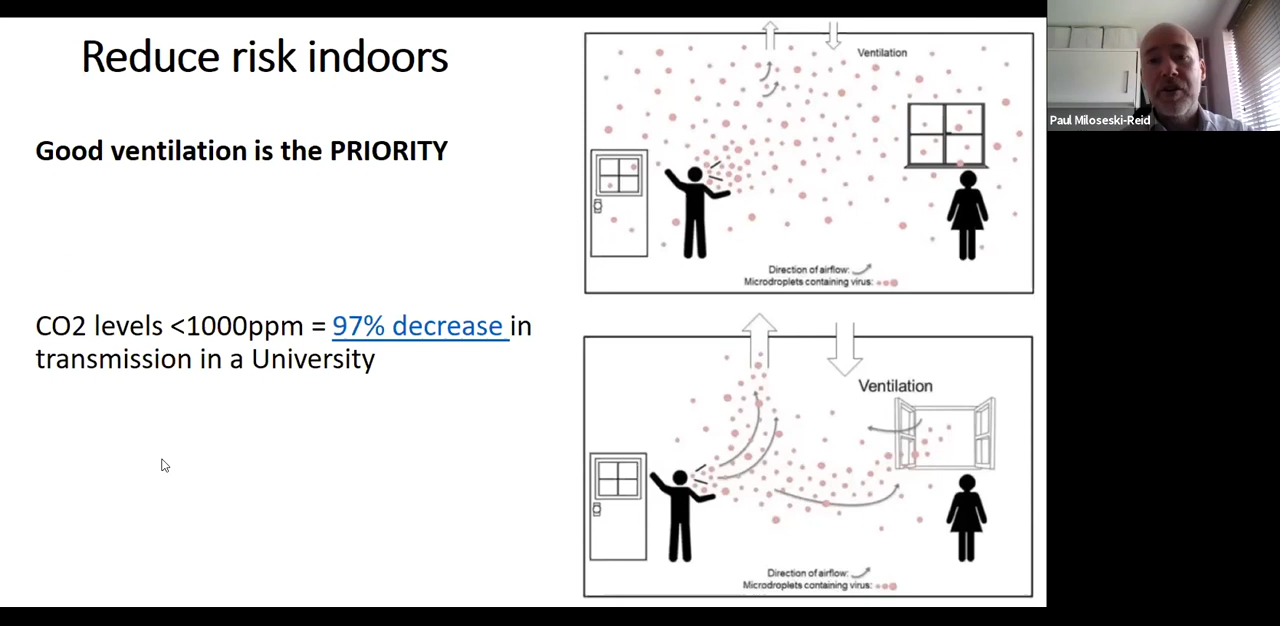 Reduce risk indoors
Good ventilation is the PRIORITY
CO2 levels <1000ppm = 97% decrease in
transmission in a University
Ventilation
Direction of airflow:
Microdroplets containing virus:
Ventilation
Direction of airflow:
Microdroplets containing virus:
Paul Miloseski-Reid